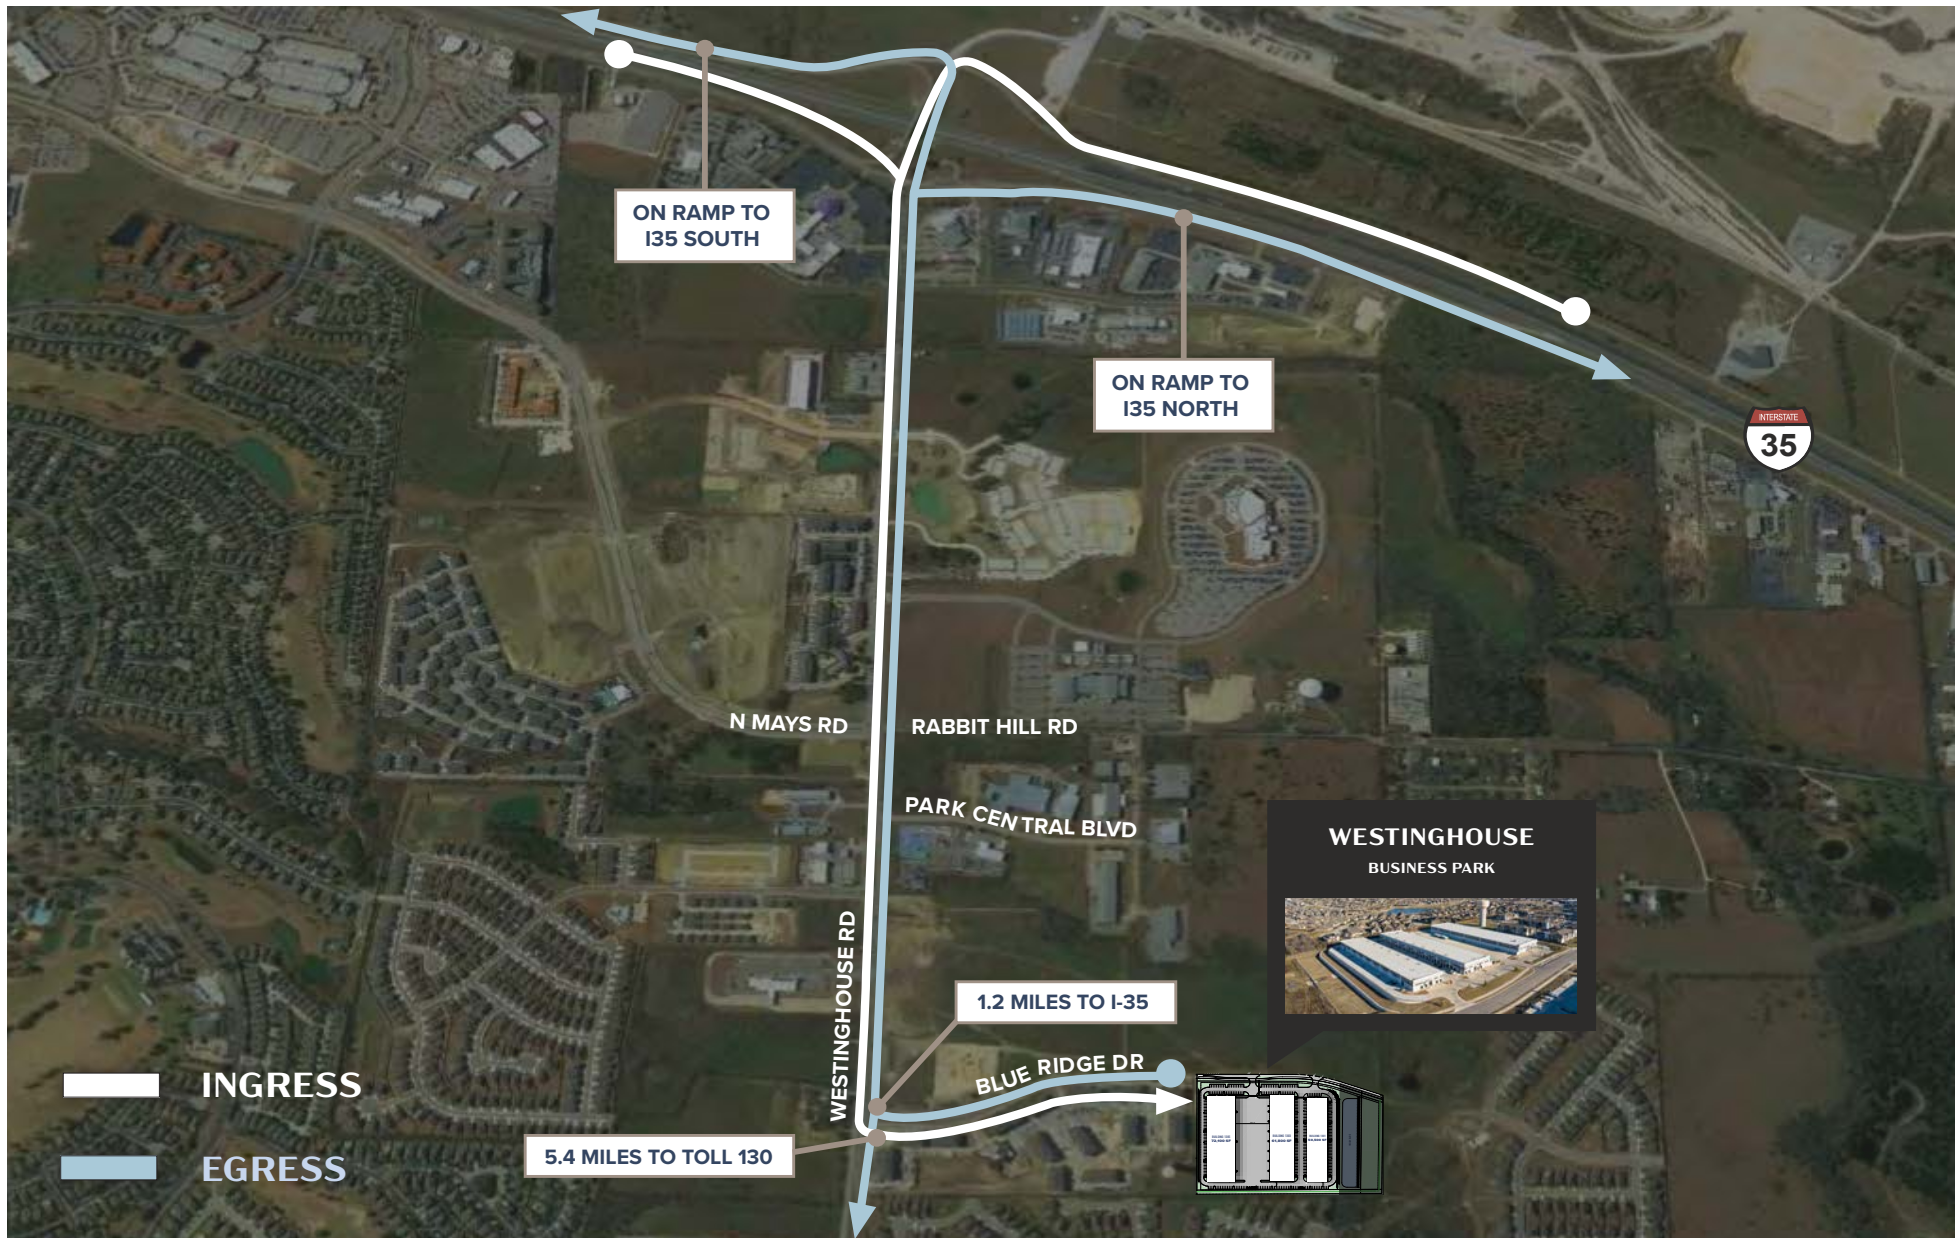 ON RAMP TO
I35 SOUTH
ON RAMP TO
I35 NORTH
INTERSTATE
35
N MAYS RD
RABBIT HILL RD
PARK CENTRAL BLVD
WESTINGHOUSE
BUSINESS PARK
WESTINGHOUSE RD
1.2 MILES TO I-35
BLUE RIDGE DR
INGRESS
5.4 MILES TO TOLL 130
EGRESS